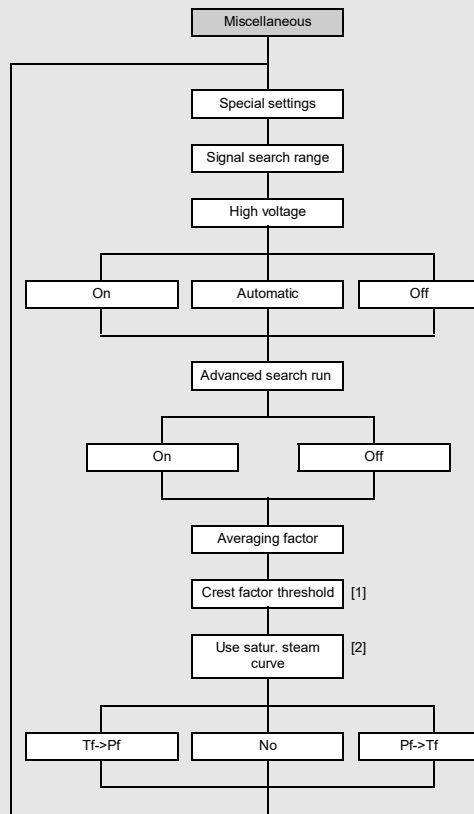 Miscellaneous
Special settings
Signal search range
High voltage
On
Automatic
Off
Advanced search run
On
Off
Averaging factor
Crest factor threshold [1]
Use satur. steam [2]
curve
Tf->Pf
No
Pf->Tf